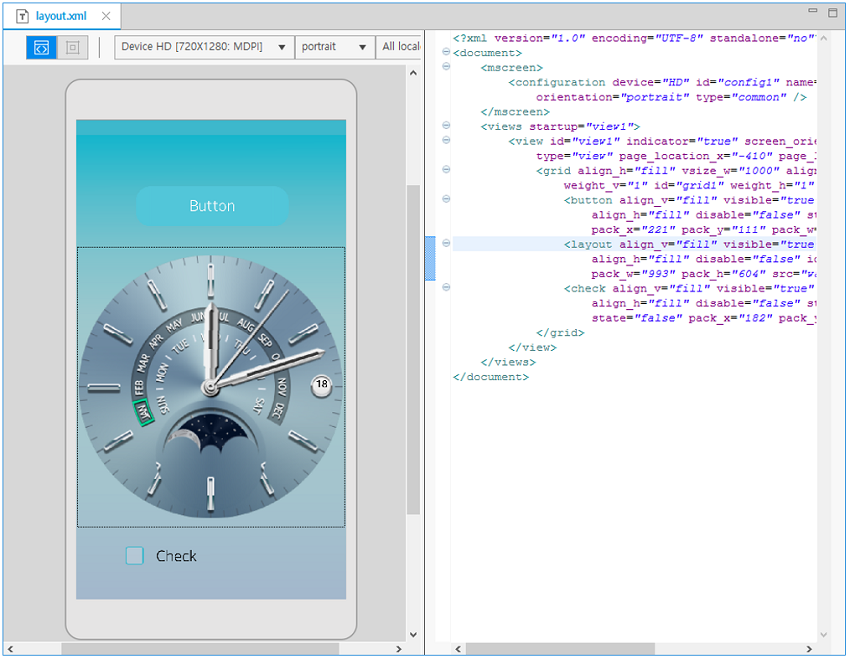 layout.xml
Device HD [720X1280: MDPI]
portrait
All local
Button
JAN
FEB
MAR
APR
MAY
AUG
SEP
NOV
DEC
SUN
MON
TUE
THU
SAT
18
Check
<?xml version="1.0" encoding="UTF-8" standalone="no"
<document>
<mscreen>
<configuration device="HD" id="config1" name=
orientation="portrait" type="common" />
</mscreen>
<views startup="view1">
<view id="view1" indicator="true" screen_orie
type="view" page_location_x="-410" page_l
<grid align_h="fill" vsize_w="1000" align
weight_v="1" id="grid1" weight_h="1"
<button align_v="fill" visible="true
align_h="fill" disable="false" st
pack_x="221" pack_y="111" pack_w=
<layout align_v="fill" visible="true
align_h="fill" disable="false" id
pack_w="993" pack_h="604" src="wa
<check align_v="fill" visible="true"
align_h="fill" disable="false" st
state="false" pack_x="182" pack_y
</grid>
</view>
</views>
</document>